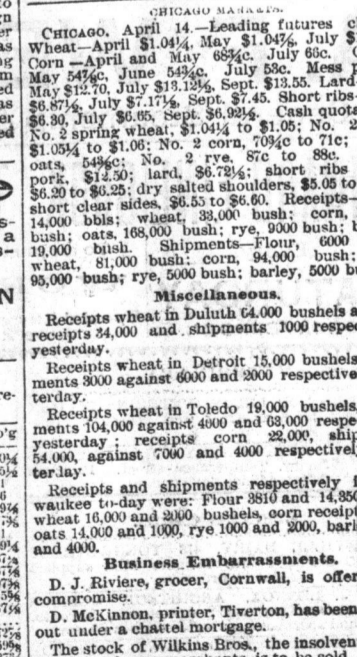 CHICAGO MARKETS.
CHICAGO, April 14.—Leading futures c
Wheat—April $1.04¼, May $1.04⅞, July $
Corn—April and May 68¾c. July 66c.
May 54⅞c, June 54¾c. July 53c. Mess p
May $12.70, July $13.12½, Sept. $13.55. Lard
$6.87½, July $7.17½, Sept. $7.45. Short ribs-
$6.30, July $6.65, Sept. $6.92½. Cash quota
No. 2 spring wheat, $1.04¼ to $1.05; No. 2
$1.05¼ to $1.06; No. 2 corn, 70¾c to 71c;
oats, 54⅞c; No. 2 rye, 87c to 88c.
pork, $12.50; lard, $6.72½; short ribs
$6.20 to $6.25; dry salted shoulders, $5.05 to
short clear sides, $6.55 to $6.60. Receipts—
14,000 bbls; wheat, 33,000 bush; corn,
bush; oats, 168,000 bush; rye, 9000 bush; b
19,000 bush. Shipments—Flour, 6000
wheat, 81,000 bush; corn, 94,000 bush;
95,000 bush; rye, 5000 bush; barley, 5000 bu
Miscellaneous.
Receipts wheat in Duluth 64.000 bushels a
receipts 34,000 and shipments 1000 respec
yesterday.
Receipts wheat in Detroit 15,000 bushels
ments 3000 against 6000 and 2000 respective
terday.
Receipts wheat in Toledo 19,000 bushels,
ments 104,000 against 4000 and 63,000 respe
yesterday; receipts corn 22,000, ship
54,000, against 7000 and 4000 respectively
terday.
Receipts and shipments respectively i
waukee to-day were: Flour 3810 and 14,350
wheat 16,000 and 2000 bushels, corn receipt
oats 14.000 and 1000, rye 1000 and 2000, barl
and 4000.
Business Embarrassments.
D. J. Riviere, grocer, Cornwall, is offer
compromise.
D. McKinnon, printer, Tiverton, has been
out under a chattel mortgage.
The stock of Wilkins Bros., the insolven